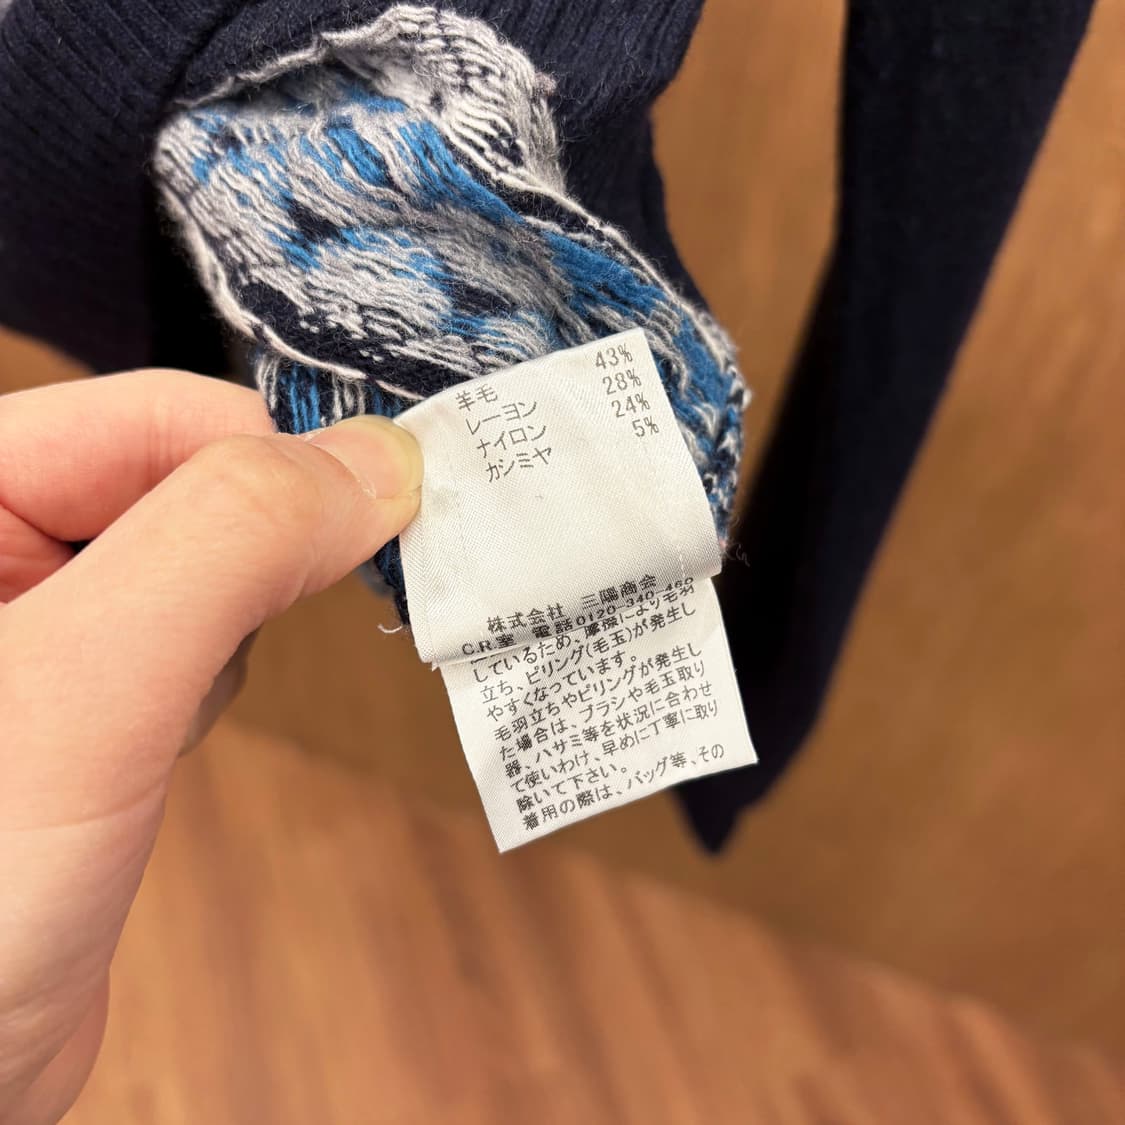 羊毛 43%
レーヨン 28%
ナイロン 24%
カシミヤ 5%
株式会社 三陽商会
C.R.室 電話0120-340-460
しているため、摩擦により毛羽
立ち、ピリング(毛玉)が発生し
やすくなっています。
毛羽立ちやピリングが発生し
た場合は、ブラシや毛玉取り
器、ハサミ等を状況に合わせ
て使いわけ、早めに丁寧に取り
除いて下さい。
着用の際は、バッグ等、その